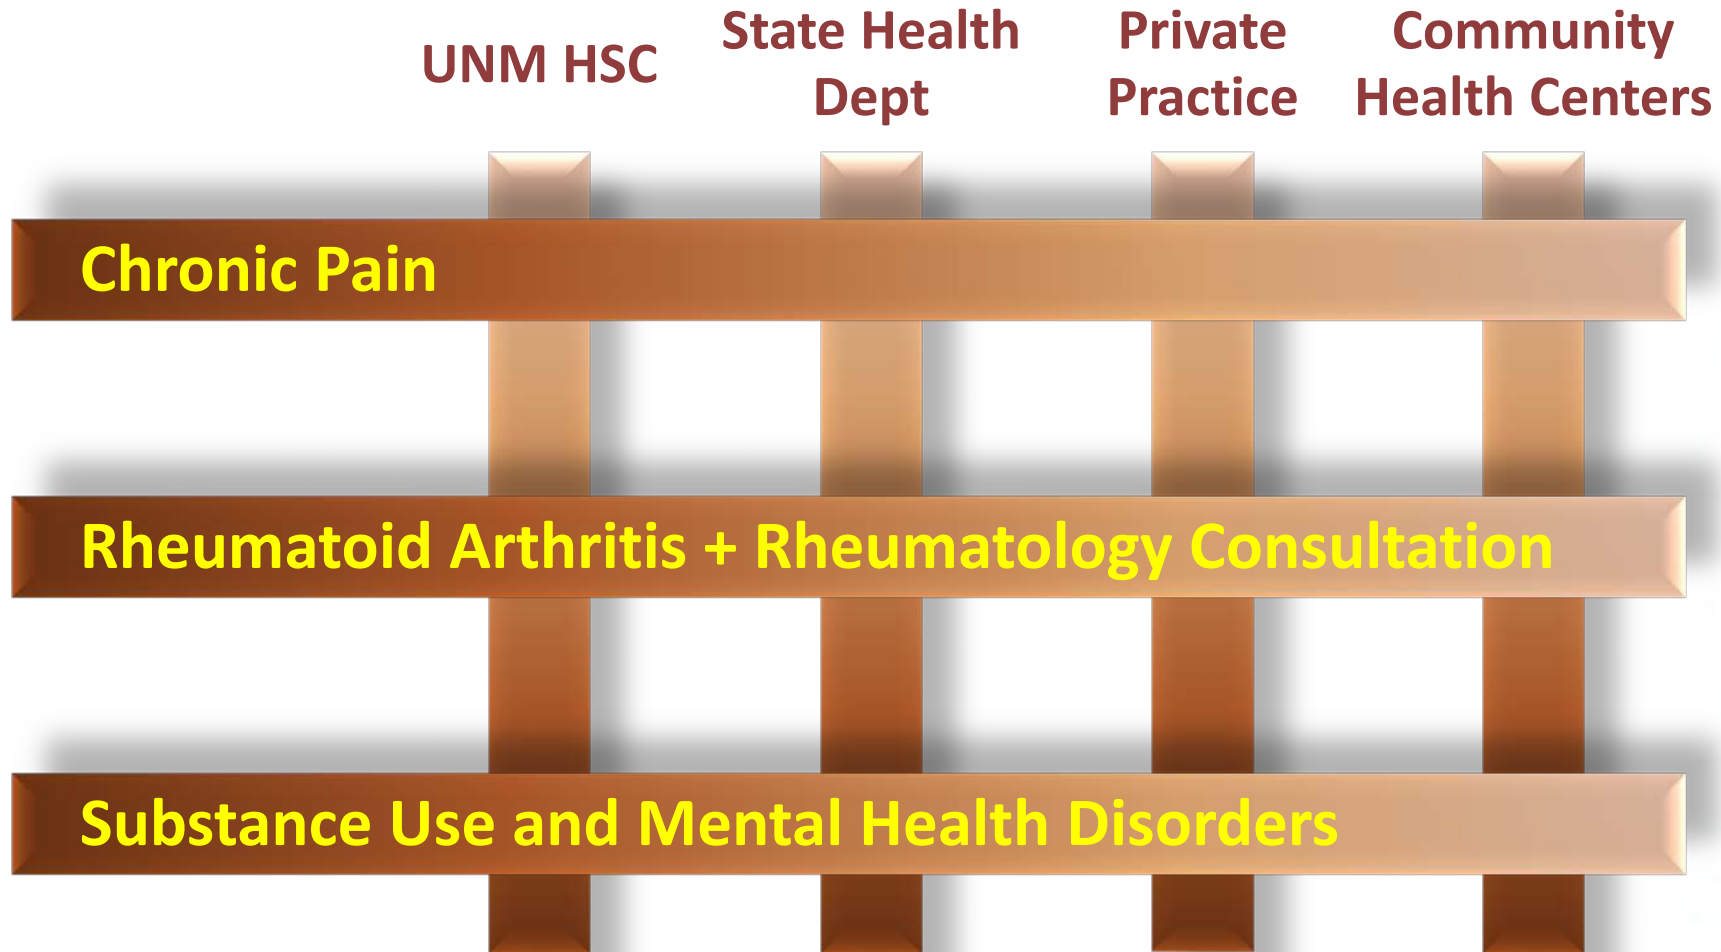 UNM HSC
State Health
Dept
Private
Practice
Community
Health Centers
Chronic Pain
Rheumatoid Arthritis + Rheumatology Consultation
Substance Use and Mental Health Disorders